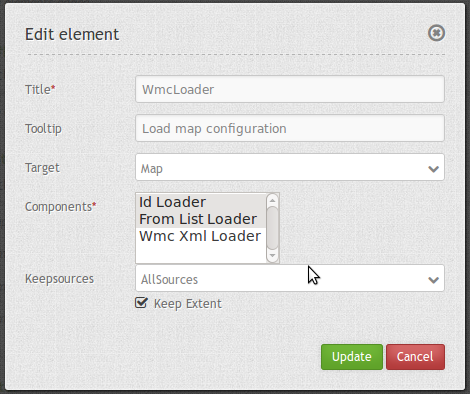 Edit element
Title* WmcLoader
Tooltip Load map configuration
Target Map
Components* Id Loader
From List Loader
Wmc Xml Loader
Keepsources AllSources
Keep Extent
Update Cancel